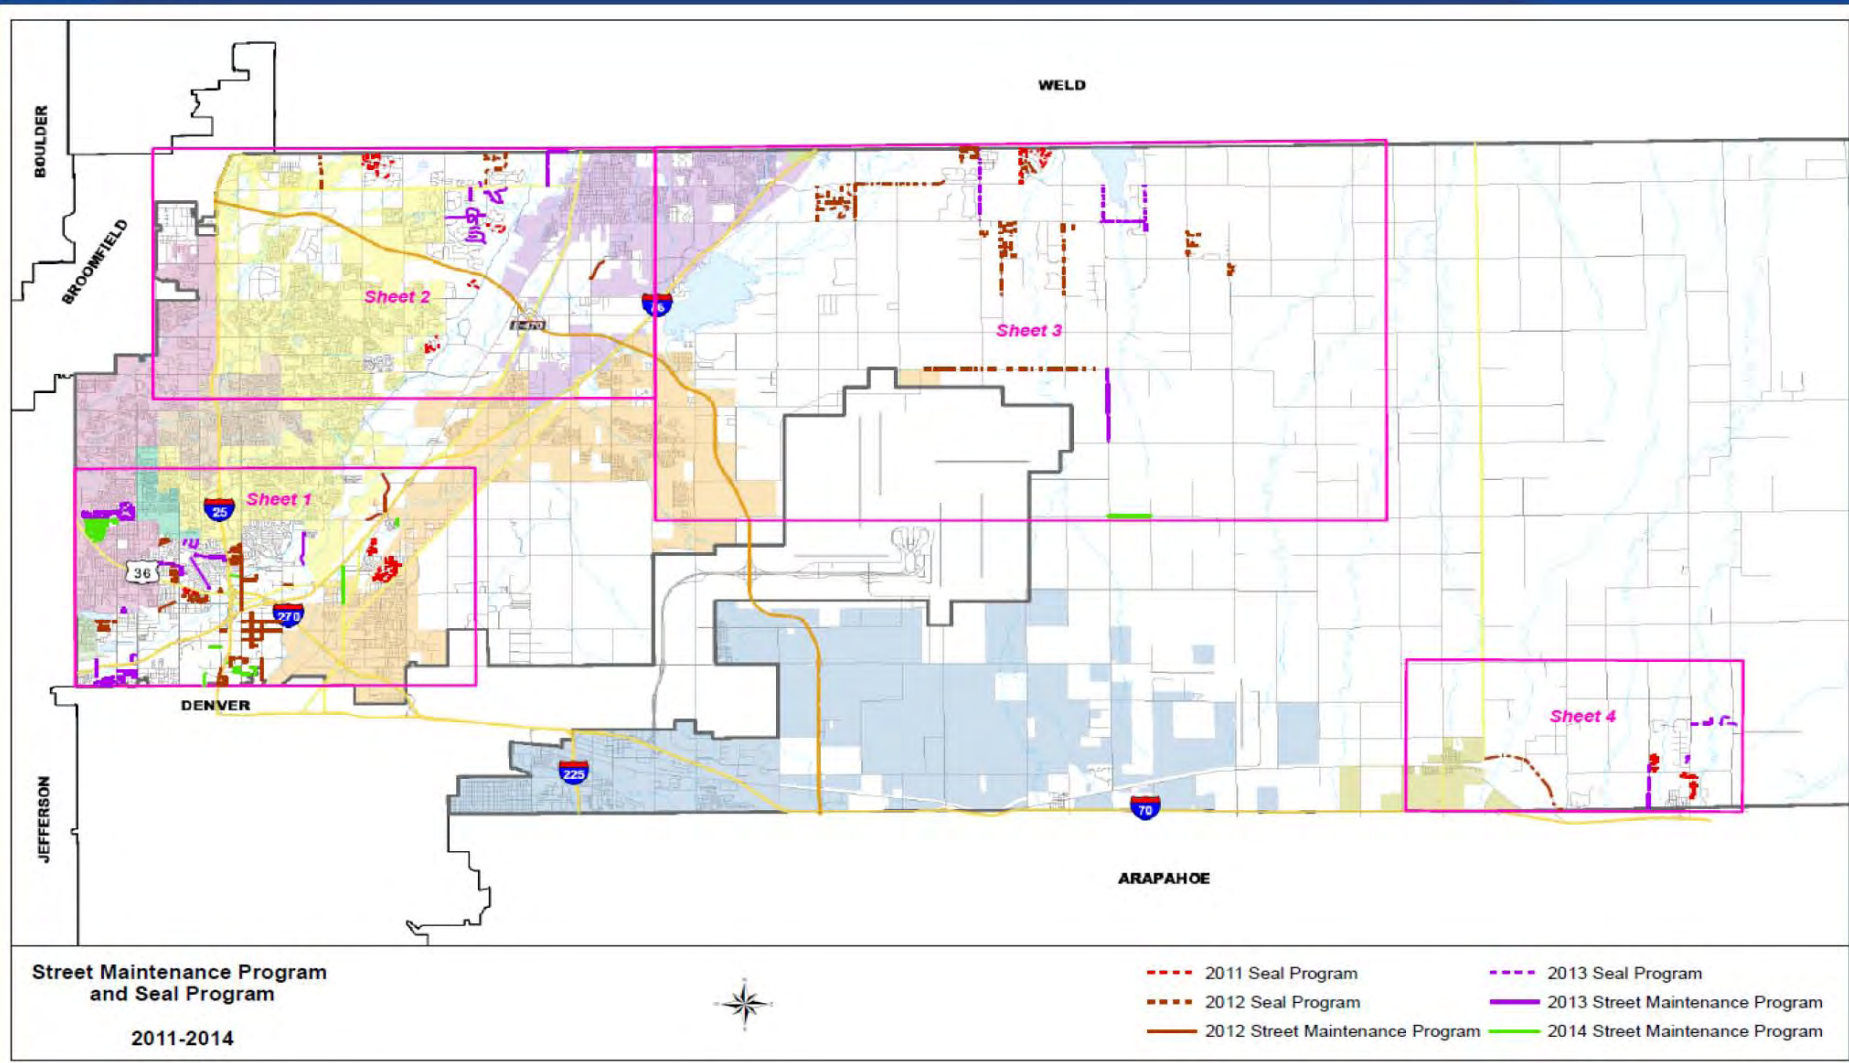 WELD
BOULDER
BROOMFIELD
Sheet 2
E-470
Sheet 3
Sheet 1
25
36
270
DENVER
Sheet 4
225
70
JEFFERSON
ARAPAHOE
Street Maintenance Program
and Seal Program
2011-2014
2011 Seal Program
2012 Seal Program
2012 Street Maintenance Program
2013 Seal Program
2013 Street Maintenance Program
2014 Street Maintenance Program